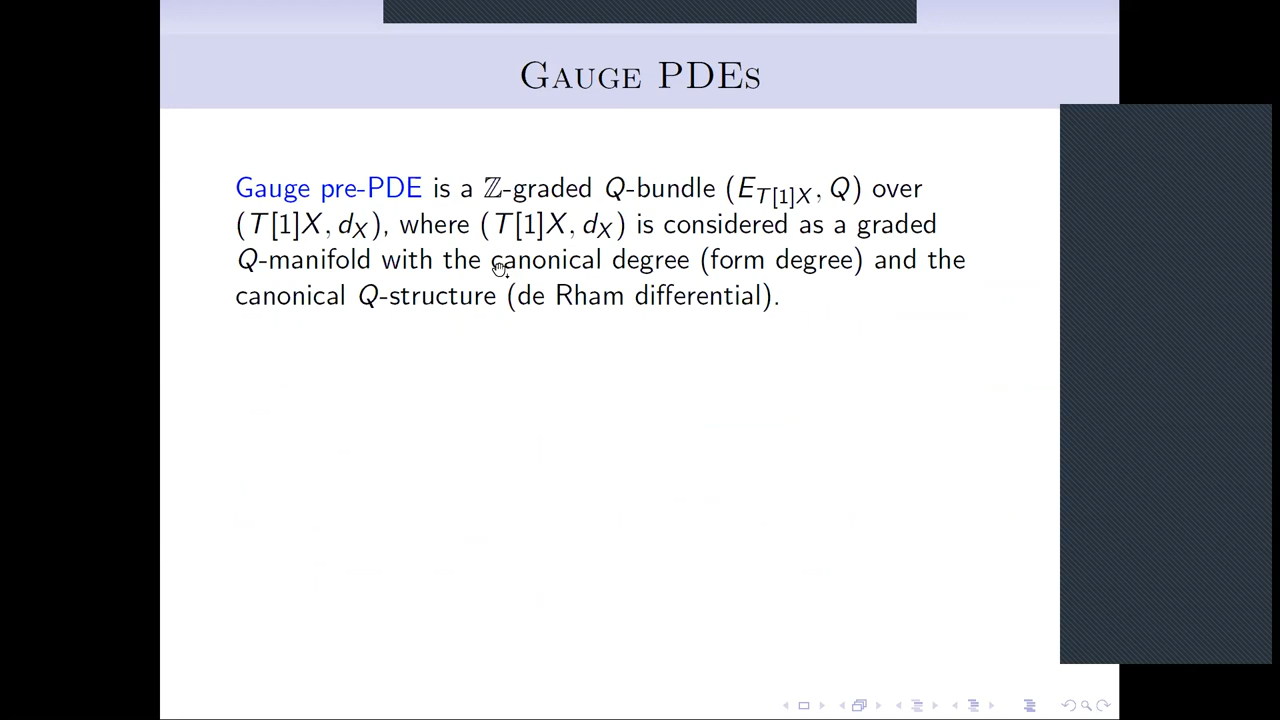 GAUGE PDES
Gauge pre-PDE is a ℤ-graded Q-bundle (E_{T[1]X}, Q) over
(T[1]X, d_X), where (T[1]X, d_X) is considered as a graded
Q-manifold with the canonical degree (form degree) and the
canonical Q-structure (de Rham differential).